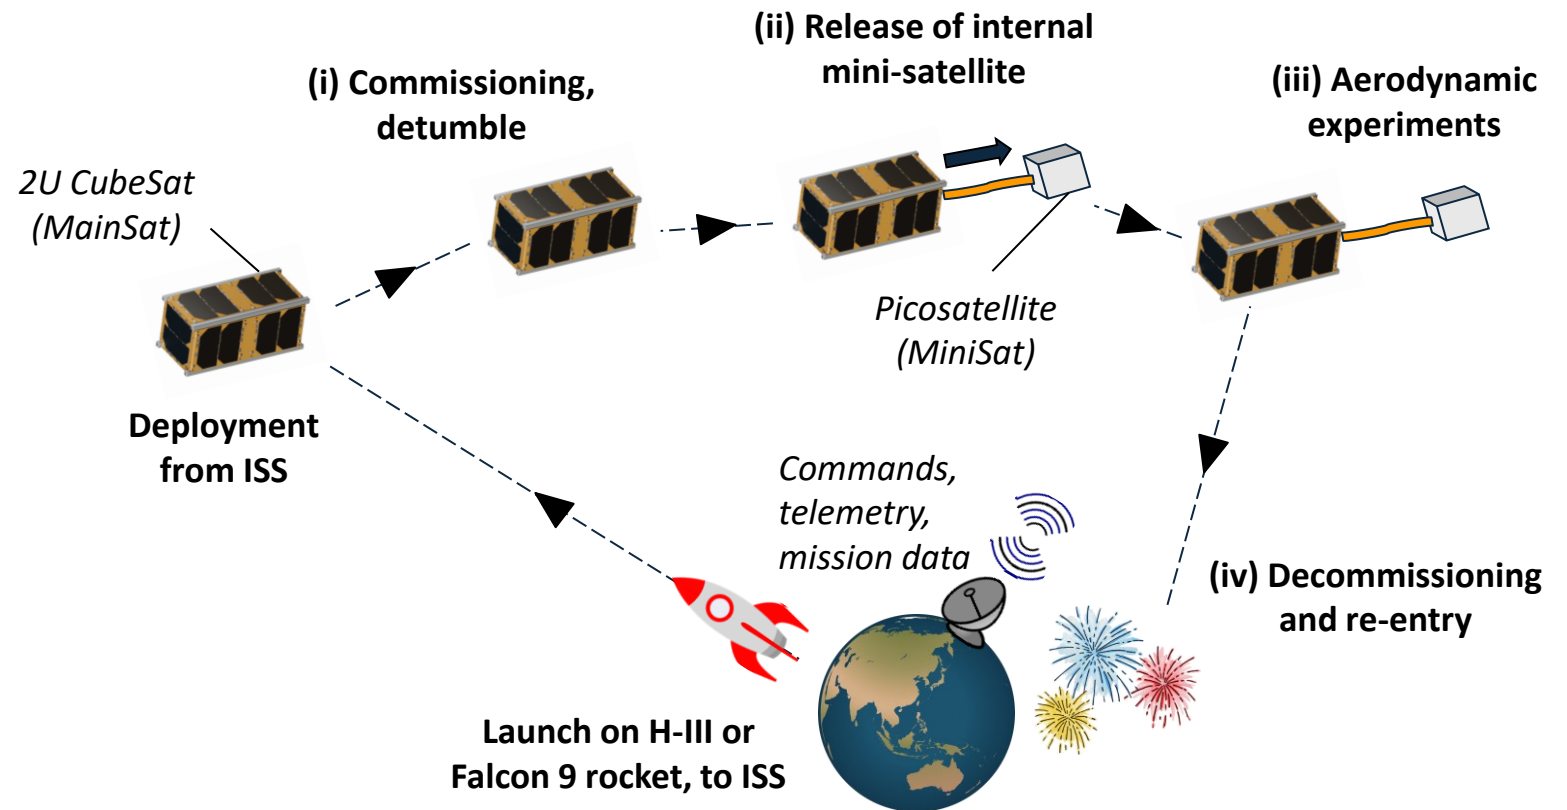 (i) Commissioning,
detumble
(ii) Release of internal
mini-satellite
(iii) Aerodynamic
experiments
2U CubeSat
(MainSat)
Picosatellite
(MiniSat)
Deployment
from ISS
Commands,
telemetry,
mission data
(iv) Decommissioning
and re-entry
Launch on H-III or
Falcon 9 rocket, to ISS